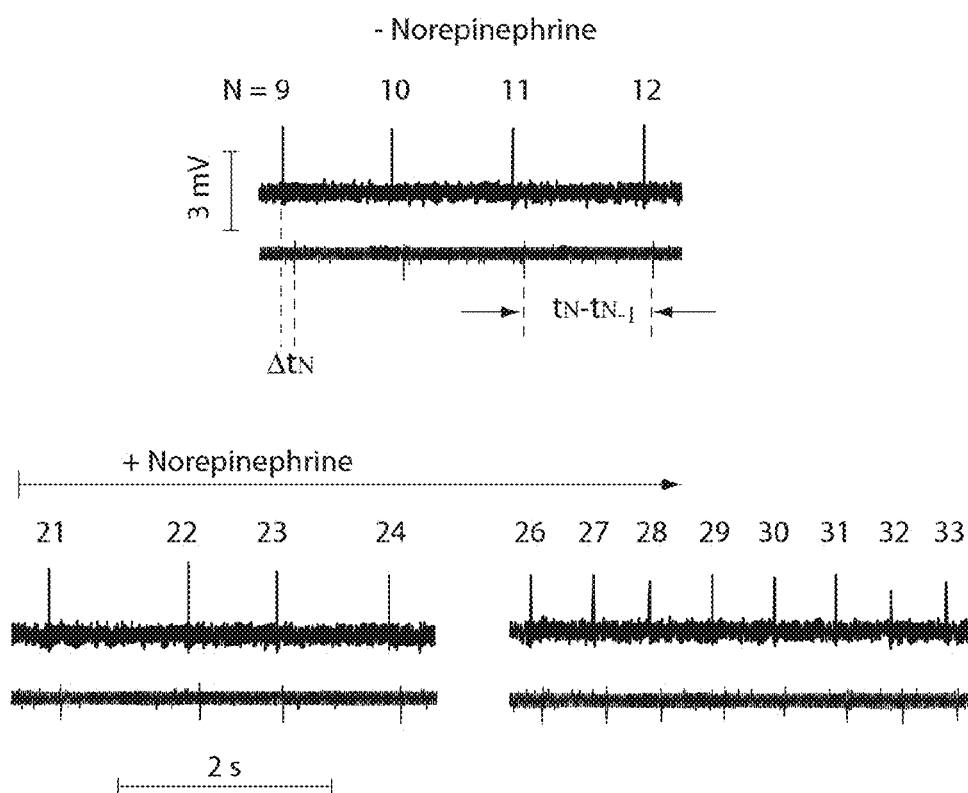 - Norepinephrine
N = 9 10 11 12
3 mV
tN-tN-1
ΔtN
+ Norepinephrine
21 22 23 24 26 27 28 29 30 31 32 33
2 s